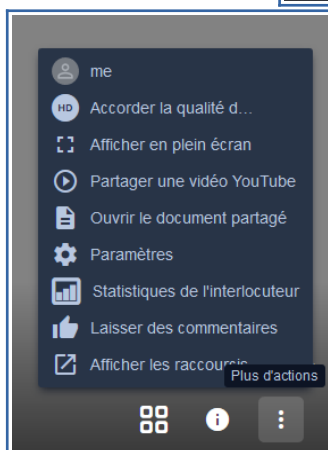 me
HD
Accorder la qualité d...
Afficher en plein écran
Partager une vidéo YouTube
Ouvrir le document partagé
Paramètres
Statistiques de l'interlocuteur
Laisser des commentaires
Afficher les raccourcis
Plus d'actions